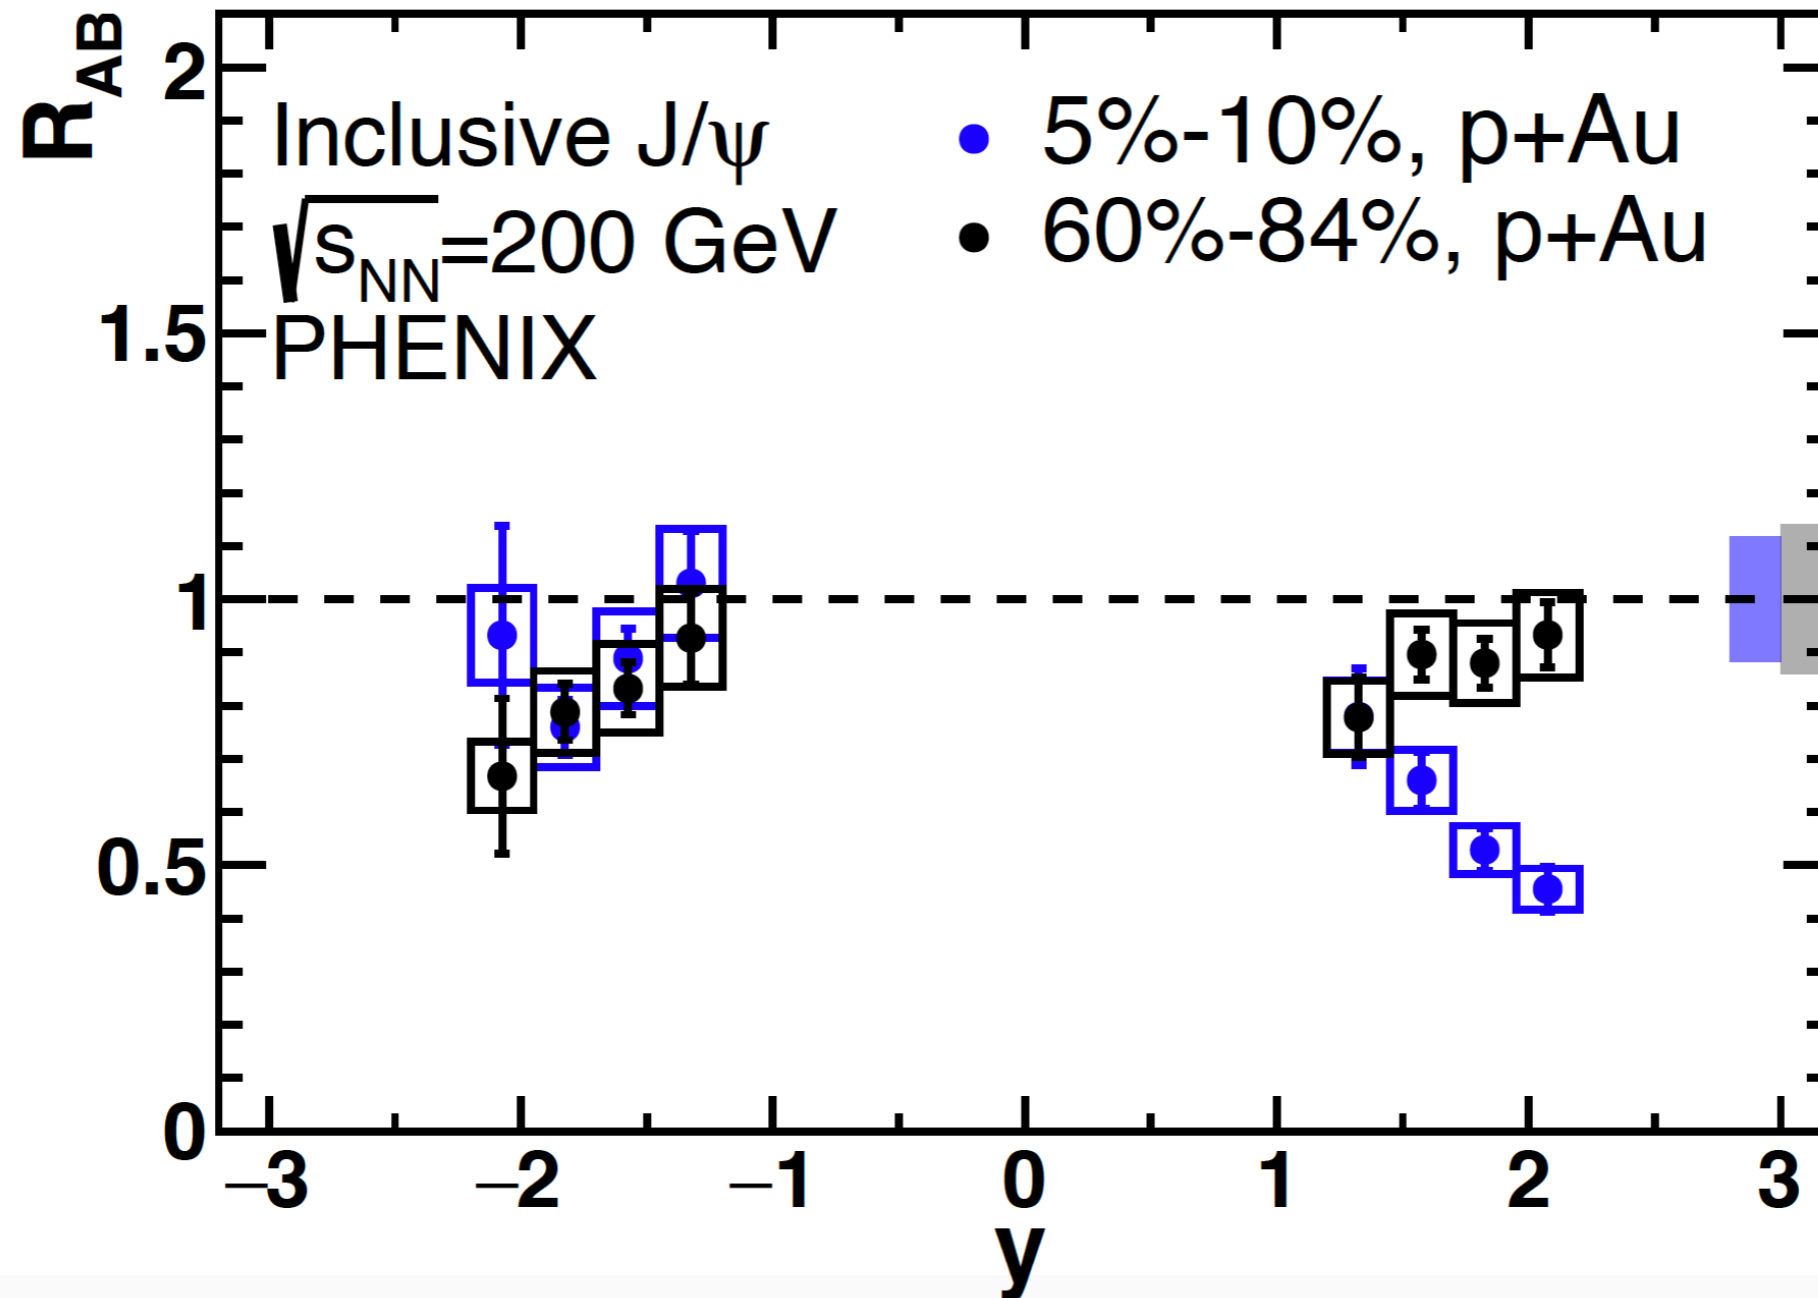 R_AB
Inclusive J/ψ
√s_NN=200 GeV
PHENIX
5%-10%, p+Au
60%-84%, p+Au
2
1.5
1
0.5
0
−3 −2 −1 0 1 2 3
y